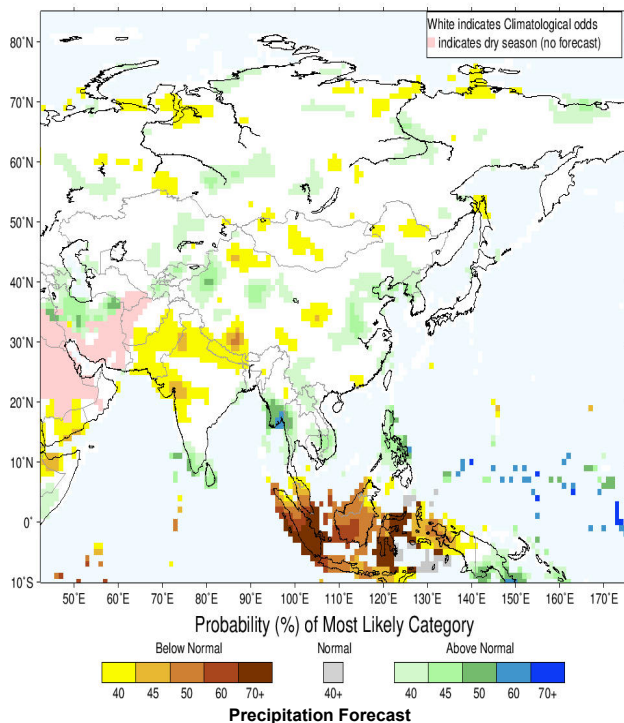 White indicates Climatological odds
indicates dry season (no forecast)
80˚N
70˚N
60˚N
50˚N
40˚N
30˚N
20˚N
10˚N
0˚
10˚S
50˚E 60˚E 70˚E 80˚E 90˚E 100˚E 110˚E 120˚E 130˚E 140˚E 150˚E 160˚E 170˚E
Probability (%) of Most Likely Category
Below Normal Normal Above Normal
40 45 50 60 70+ 40+ 40 45 50 60 70+
Precipitation Forecast